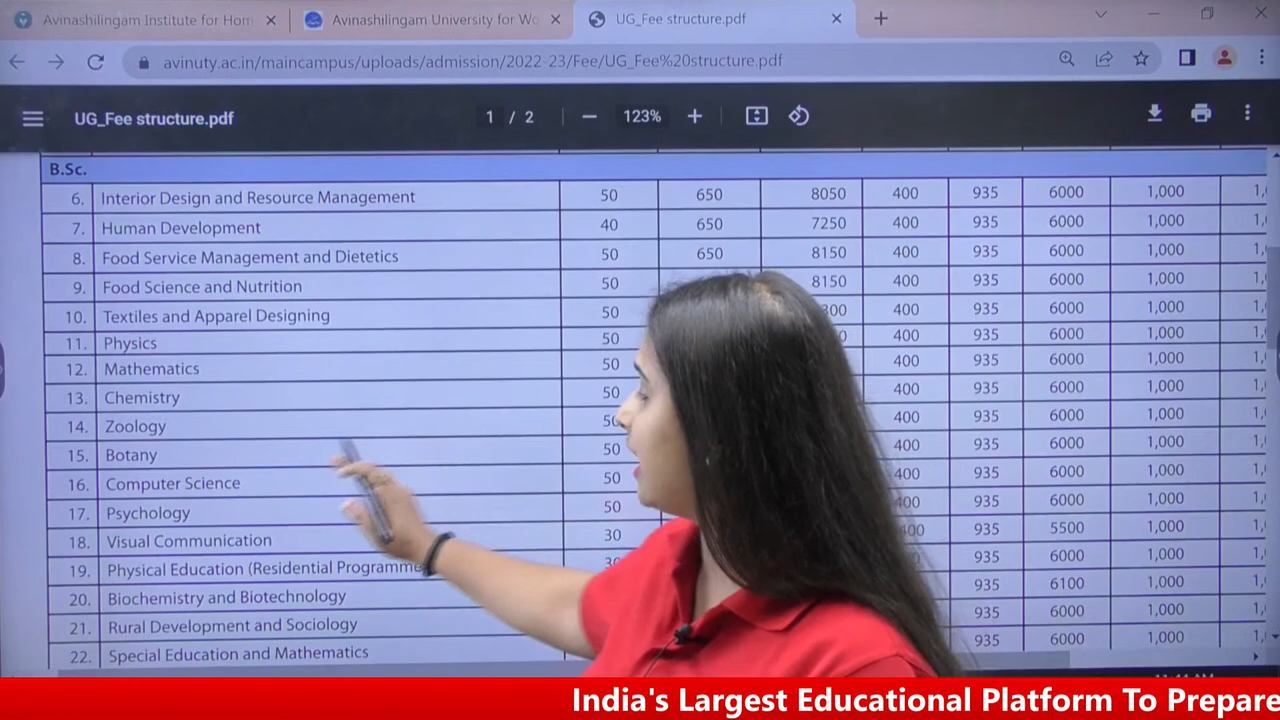 Avinashilingam Institute for Hom
Avinashilingam University for Wo
UG_Fee structure.pdf
avinuty.ac.in/maincampus/uploads/admission/2022-23/Fee/UG_Fee%20structure.pdf
UG_Fee structure.pdf 1 / 2 123%
B.Sc.
6. Interior Design and Resource Management 50 650 8050 400 935 6000 1,000
7. Human Development 40 650 7250 400 935 6000 1,000
8. Food Service Management and Dietetics 50 650 8150 400 935 6000 1,000
9. Food Science and Nutrition 50 8150 400 935 6000 1,000
10. Textiles and Apparel Designing 50 400 935 6000 1,000
11. Physics 50 400 935 6000 1,000
12. Mathematics 50 400 935 6000 1,000
13. Chemistry 50 400 935 6000 1,000
14. Zoology 50 400 935 6000 1,000
15. Botany 50 400 935 6000 1,000
16. Computer Science 50 400 935 6000 1,000
17. Psychology 50 400 935 6000 1,000
18. Visual Communication 30 400 935 5500 1,000
19. Physical Education (Residential Programme 935 6000 1,000
20. Biochemistry and Biotechnology 935 6100 1,000
21. Rural Development and Sociology 935 6000 1,000
22. Special Education and Mathematics 935 6000 1,000
India's Largest Educational Platform To Prepare